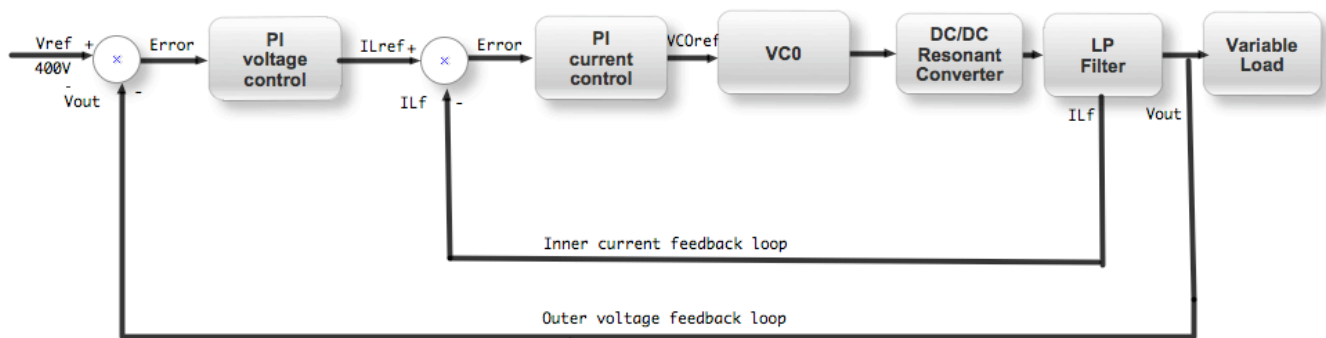 Vref +
400V
-
Vout
-
Error
PI
voltage
control
ILref+
ILf
-
Error
PI
current
control
VCOref
VC0
DC/DC
Resonant
Converter
LP
Filter
ILf
Vout
Variable
Load
Inner current feedback loop
Outer voltage feedback loop